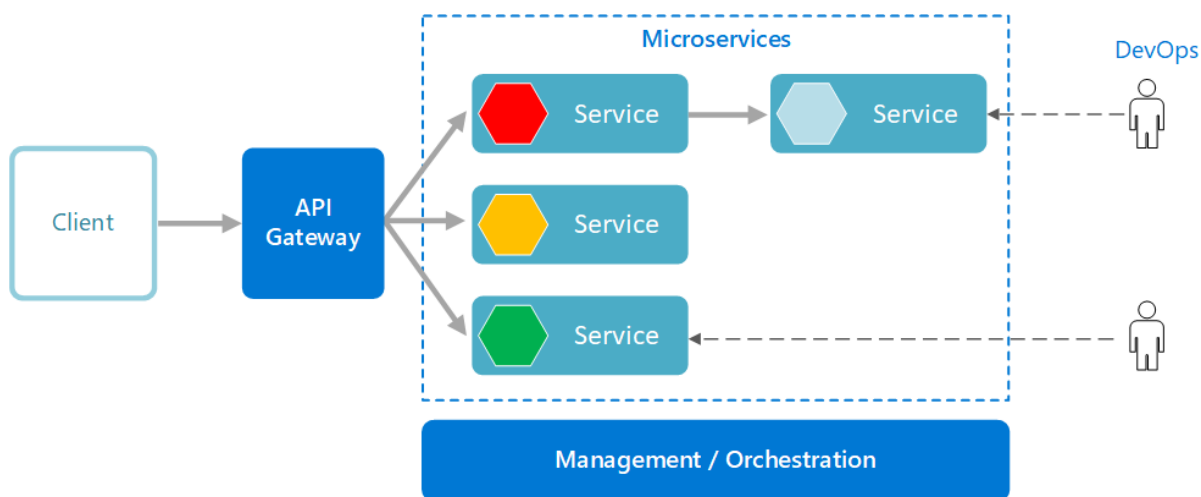 Microservices
DevOps
Service
Service
Client
API
Gateway
Service
Service
Management / Orchestration